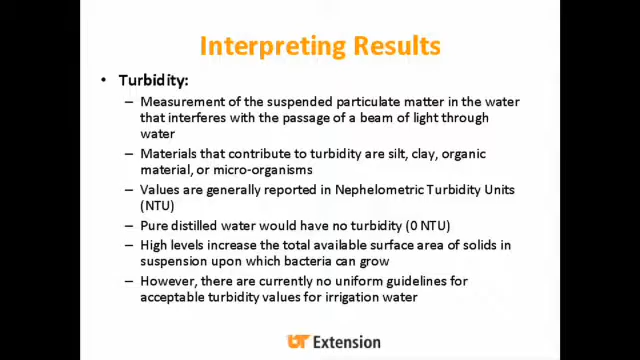 Interpreting Results
• Turbidity:
– Measurement of the suspended particulate matter in the water
that interferes with the passage of a beam of light through
water
– Materials that contribute to turbidity are silt, clay, organic
material, or micro-organisms
– Values are generally reported in Nephelometric Turbidity Units
(NTU)
– Pure distilled water would have no turbidity (0 NTU)
– High levels increase the total available surface area of solids in
suspension upon which bacteria can grow
– However, there are currently no uniform guidelines for
acceptable turbidity values for irrigation water
UT Extension